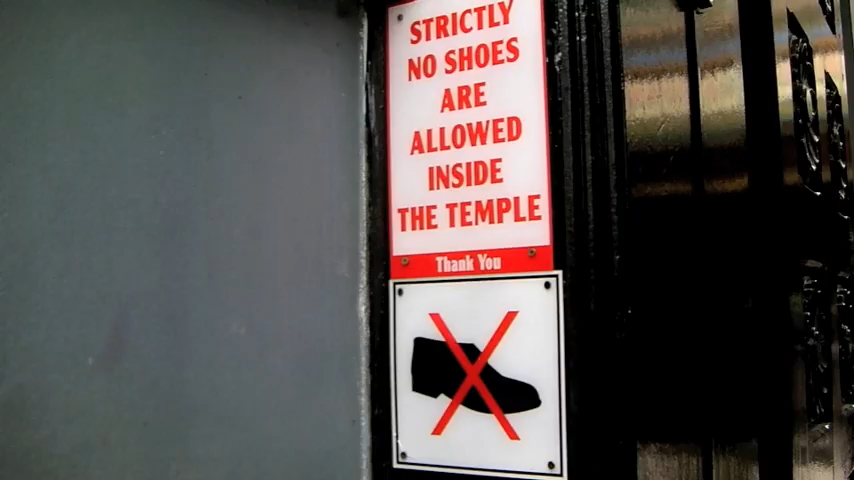 STRICTLY
NO SHOES
ARE
ALLOWED
INSIDE
THE TEMPLE
Thank You